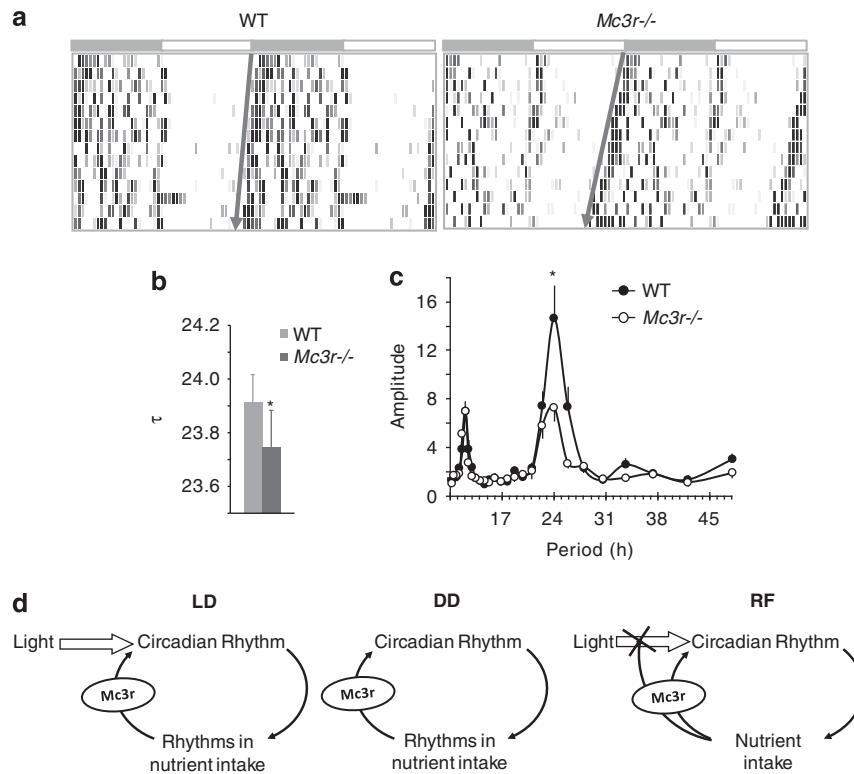 a
WT
Mc3r-/-
b
24.2
24.0
23.8
23.6
τ
WT
Mc3r-/-
*
c
16
12
8
4
0
Amplitude
*
WT
Mc3r-/-
17 24 31 38 45
Period (h)
d
LD
Light
Circadian Rhythm
Mc3r
Rhythms in
nutrient intake
DD
Circadian Rhythm
Mc3r
Rhythms in
nutrient intake
RF
Light
Circadian Rhythm
Mc3r
Nutrient
intake